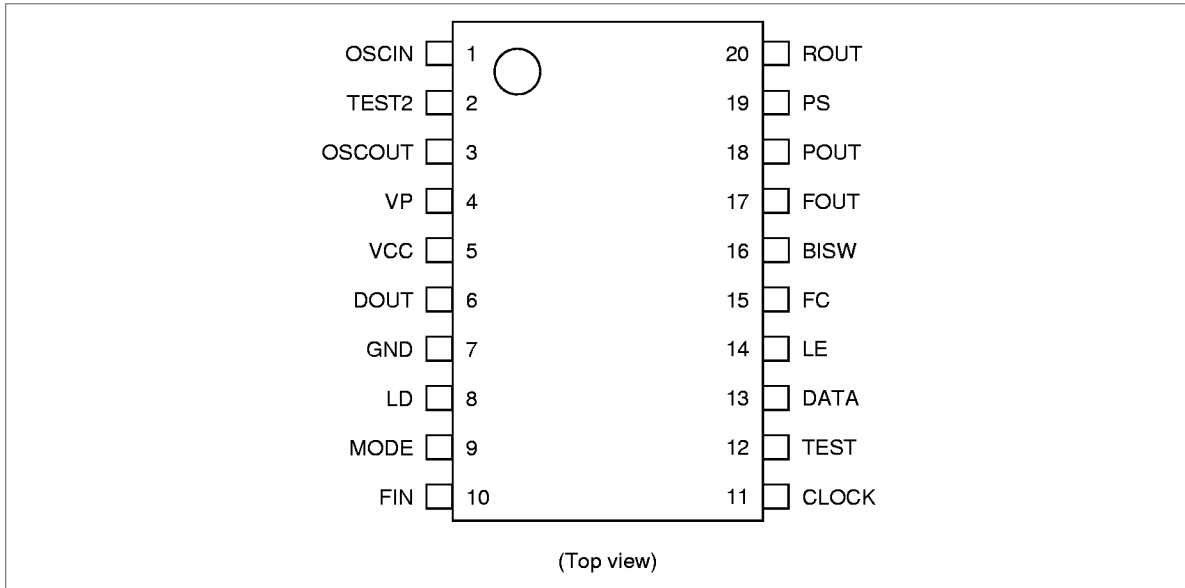 OSCIN 1 20 ROUT
TEST2 2 19 PS
OSCOUT 3 18 POUT
VP 4 17 FOUT
VCC 5 16 BISW
DOUT 6 15 FC
GND 7 14 LE
LD 8 13 DATA
MODE 9 12 TEST
FIN 10 11 CLOCK
(Top view)